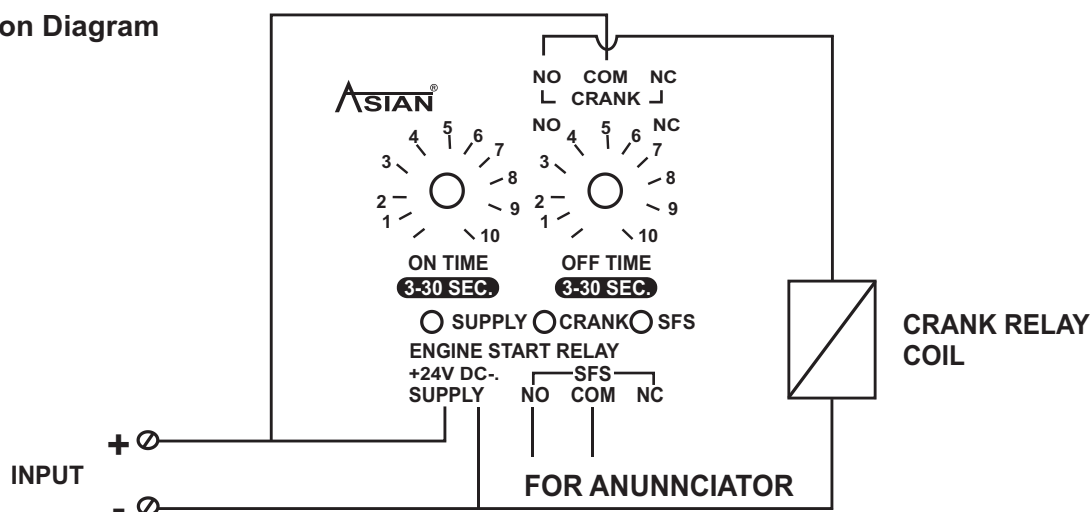 on Diagram
ASIAN®
NO COM NC
CRANK
NO NC
1 2 3 4 5 6 7 8 9 10
1 2 3 4 5 6 7 8 9 10
ON TIME OFF TIME
3-30 SEC. 3-30 SEC.
SUPPLY CRANK SFS
ENGINE START RELAY
+24V DC-. SFS
SUPPLY NO COM NC
CRANK RELAY
COIL
+
INPUT
FOR ANUNNCIATOR
-